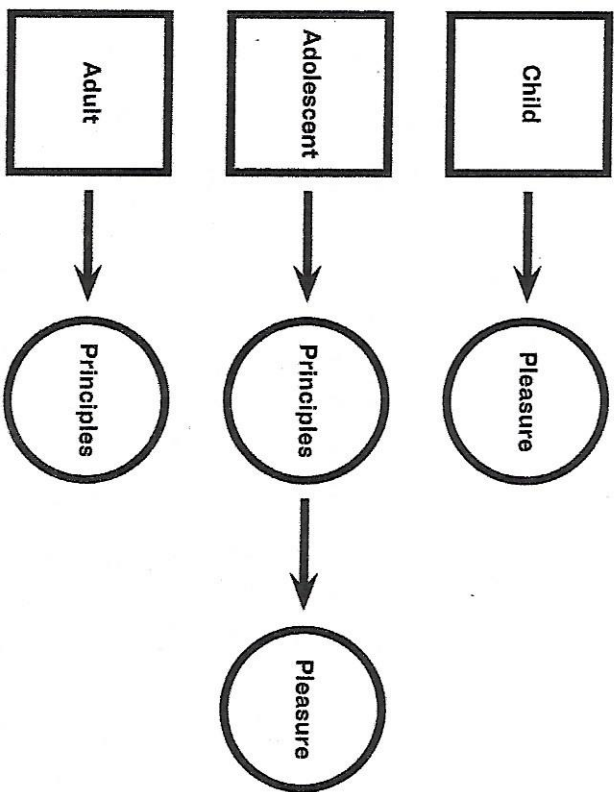 Child
Pleasure
Adolescent
Principles
Pleasure
Adult
Principles